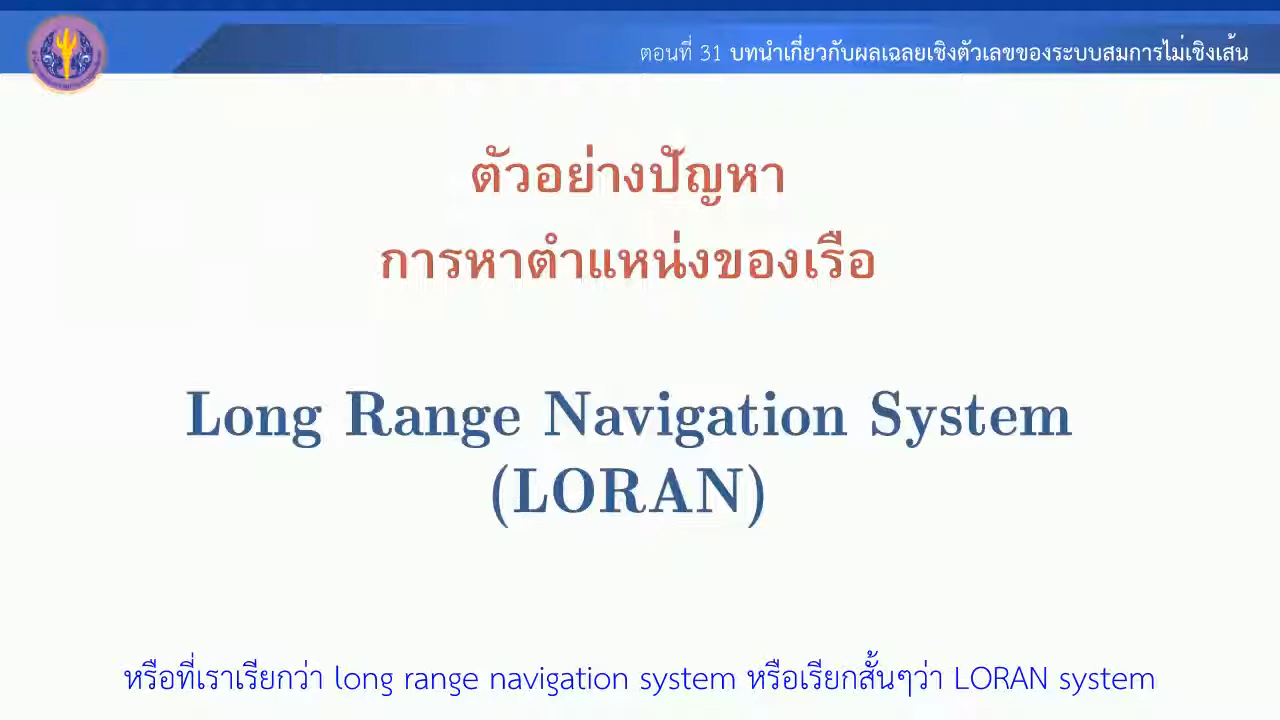 ตอนที่ 31 บทนำเกี่ยวกับผลเฉลยเชิงตัวเลขของระบบสมการไม่เชิงเส้น
ตัวอย่างปัญหา
การหาตำแหน่งของเรือ
Long Range Navigation System
(LORAN)
หรือที่เราเรียกว่า long range navigation system หรือเรียกสั้นๆว่า LORAN system